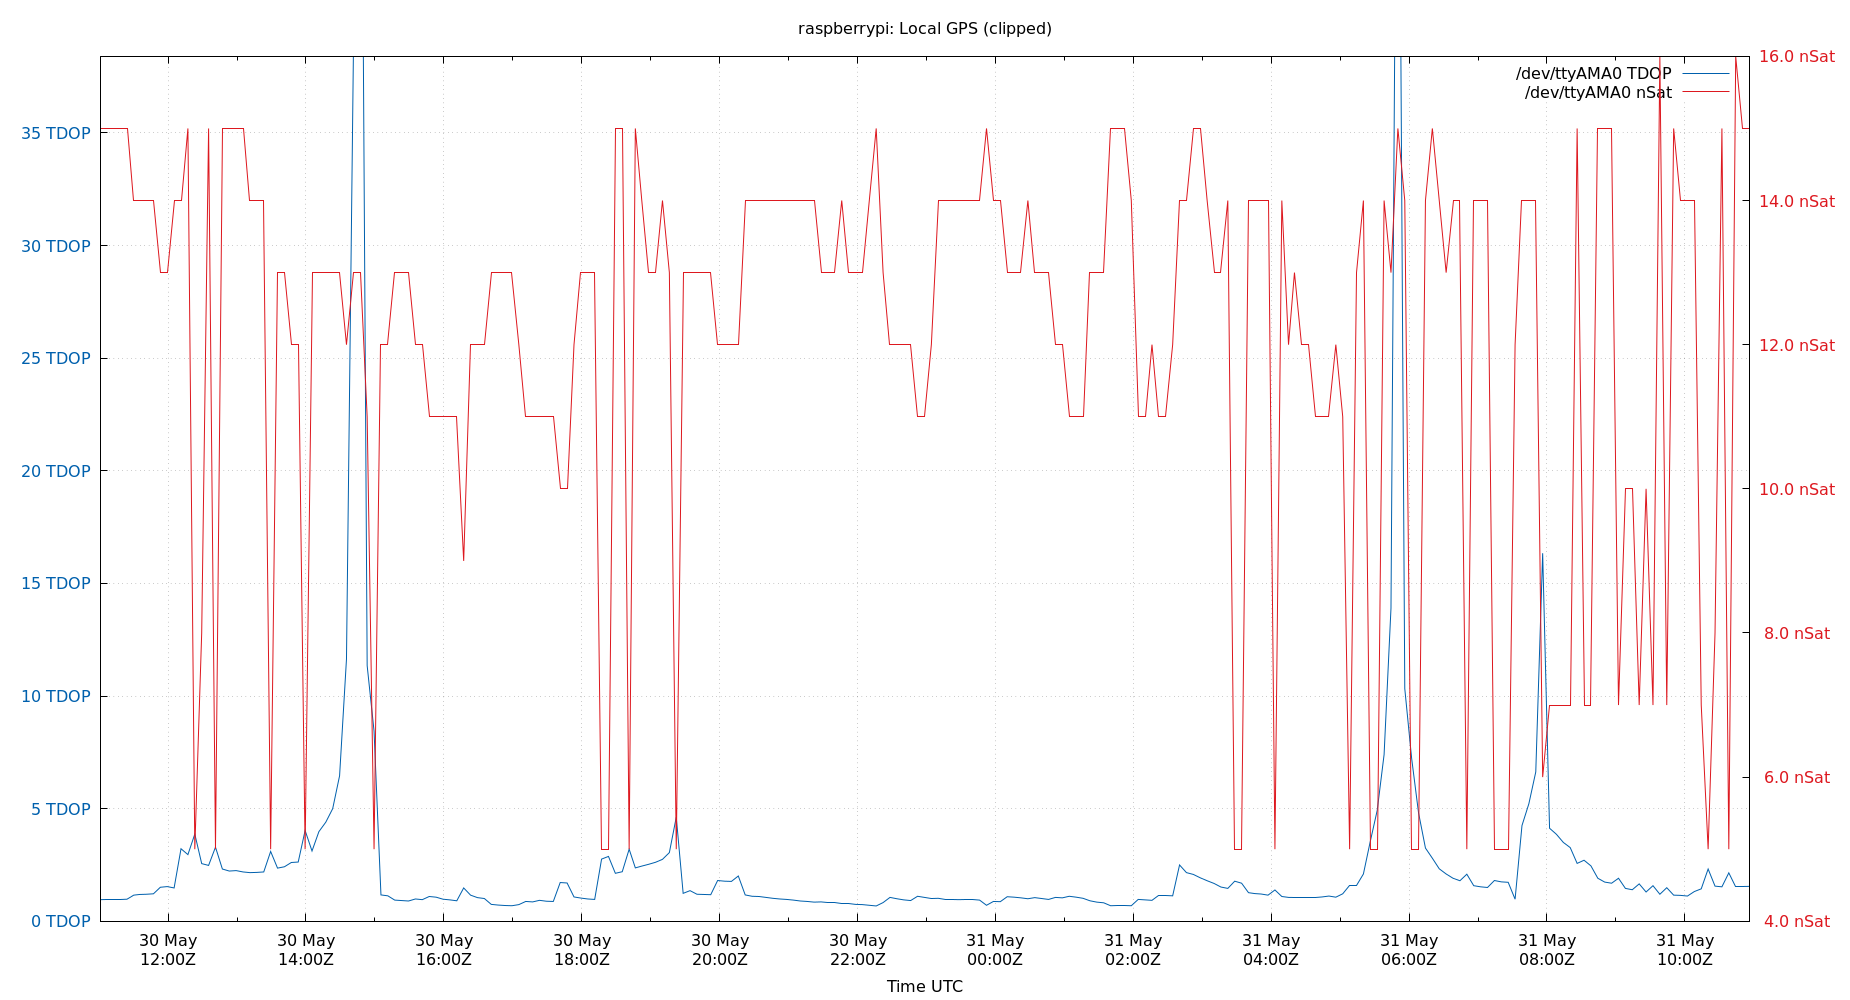 raspberrypi: Local GPS (clipped)
16.0 nSat
/dev/ttyAMA0 TDOP
/dev/ttyAMA0 nSat
35 TDOP
14.0 nSat
30 TDOP
12.0 nSat
25 TDOP
20 TDOP
10.0 nSat
15 TDOP
8.0 nSat
10 TDOP
6.0 nSat
5 TDOP
0 TDOP
4.0 nSat
30 May 30 May 30 May 30 May 30 May 30 May 31 May 31 May 31 May 31 May 31 May 31 May
12:00Z 14:00Z 16:00Z 18:00Z 20:00Z 22:00Z 00:00Z 02:00Z 04:00Z 06:00Z 08:00Z 10:00Z
Time UTC